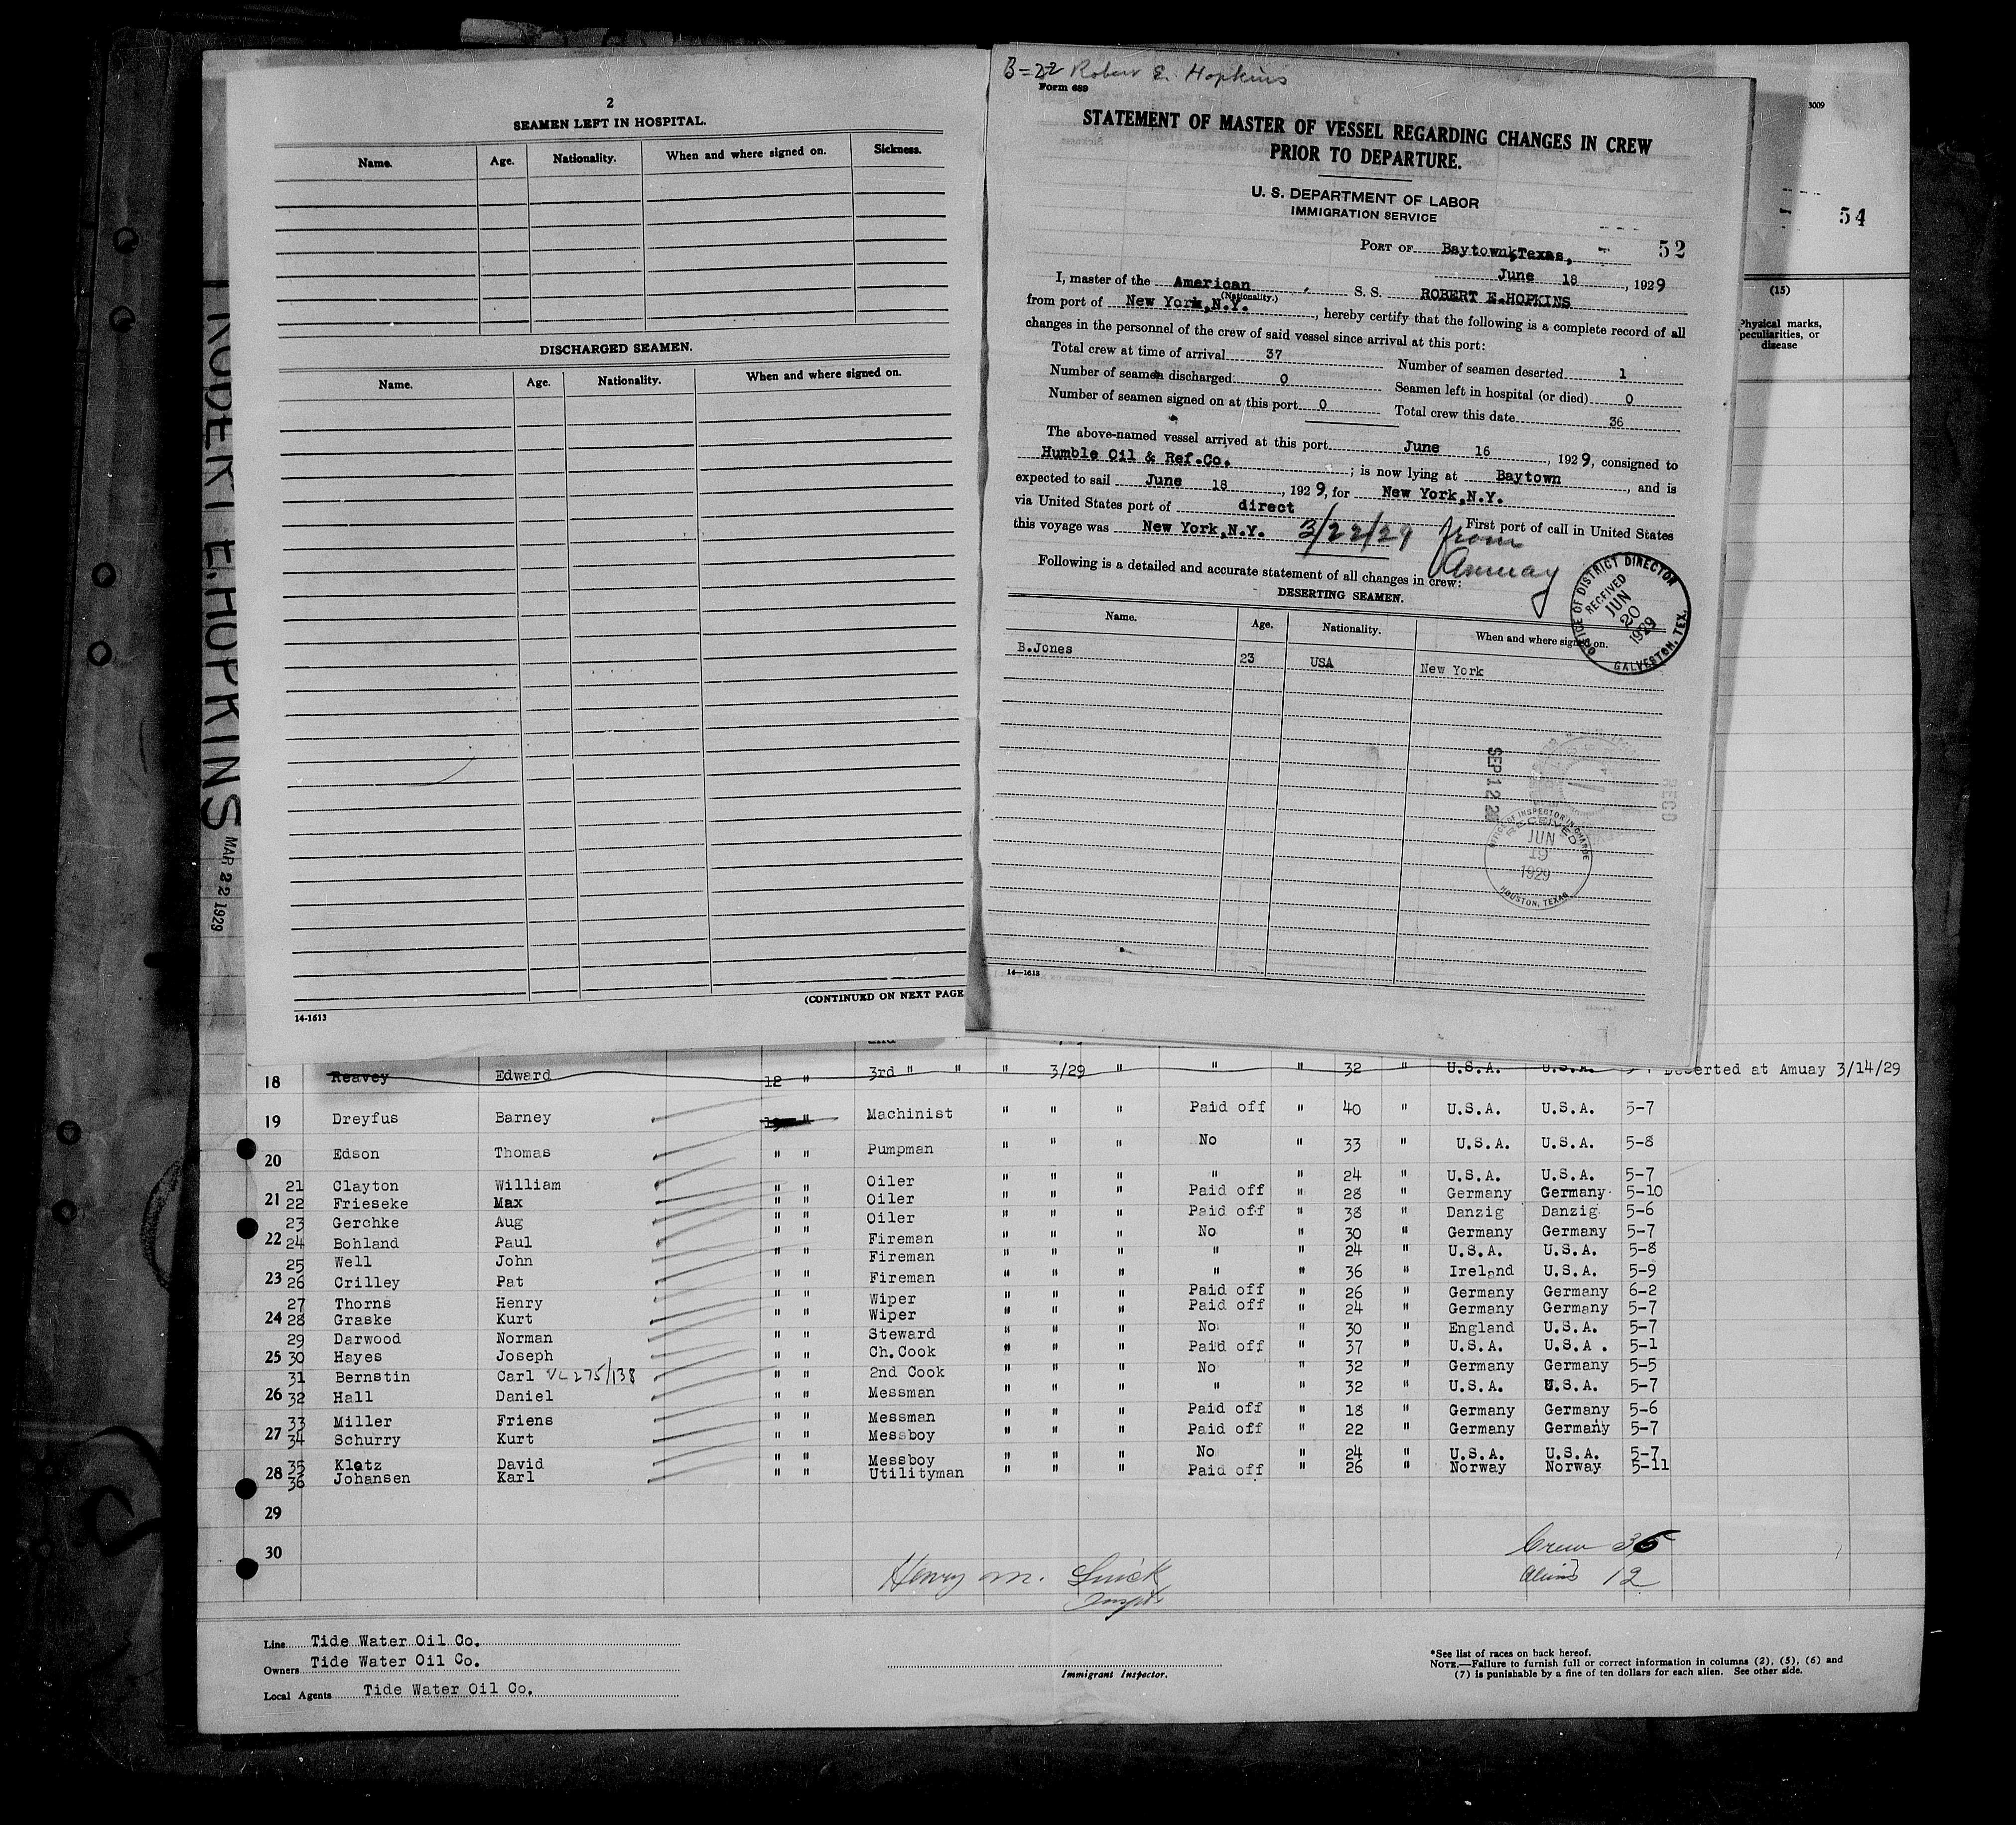 2
SEAMEN LEFT IN HOSPITAL.
Name. Age. Nationality. When and where signed on. Sickness.
DISCHARGED SEAMEN.
Name. Age. Nationality. When and where signed on.
(CONTINUED ON NEXT PAGE
14-1613
ROBERT E. HOPKINS MAR 22 1929
B=22 Robert E. Hopkins
Form 689
STATEMENT OF MASTER OF VESSEL REGARDING CHANGES IN CREW
PRIOR TO DEPARTURE.
U. S. DEPARTMENT OF LABOR
IMMIGRATION SERVICE
52
PORT OF Baytown,Texas,
June 18, 1929
I, master of the American S. S. ROBERT E.HOPKINS
(Nationality.)
from port of New York,N.Y., hereby certify that the following is a complete record of all
changes in the personnel of the crew of said vessel since arrival at this port:
Total crew at time of arrival 37 Number of seamen deserted 1
Number of seamen discharged 0 Seamen left in hospital (or died) 0
Number of seamen signed on at this port 0 Total crew this date 36
The above-named vessel arrived at this port June 16, 1929, consigned to
Humble Oil & Ref.Co.; is now lying at Baytown, and is
expected to sail June 18, 1929, for New York,N.Y.
via United States port of direct First port of call in United States
this voyage was New York,N.Y. 3/22/29 from
Amuay
Following is a detailed and accurate statement of all changes in crew:
OFFICE OF DISTRICT DIRECTOR
RECEIVED
JUN
20
1929
GALVESTON, TEX.
DESERTING SEAMEN.
Name. Age. Nationality. When and where signed on.
B.Jones 23 USA New York
SEP 12 29
REC'D
OFFICE OF INSPECTOR IN CHARGE
RECEIVED
JUN
19
1929
HOUSTON, TEXAS
14—1613
3009
54
(15)
Physical marks,
peculiarities, or
disease
2nd
18 Reavey Edward 12 " 3rd " " " 3/29 " " " 32 " U.S.A. U.S.A. Deserted at Amuay 3/14/29
19 Dreyfus Barney Machinist " " " Paid off " 40 " U.S.A. U.S.A. 5-7
20 Edson Thomas " " Pumpman " " " No " 33 " U.S.A. U.S.A. 5-8
21 Clayton William " " Oiler " " " " " 24 " U.S.A. U.S.A. 5-7
21 22 Frieseke Max " " Oiler " " " Paid off " 28 " Germany Germany 5-10
23 Gerchke Aug " " Oiler " " " Paid off " 38 " Danzig Danzig 5-6
22 24 Bohland Paul " " Fireman " " " No " 30 " Germany Germany 5-7
25 Well John " " Fireman " " " " " 24 " U.S.A. U.S.A. 5-8
23 26 Crilley Pat " " Fireman " " " " " 36 " Ireland U.S.A. 5-9
27 Thorns Henry " " Wiper " " " Paid off " 26 " Germany Germany 6-2
24 28 Graske Kurt " " Wiper " " " Paid off " 24 " Germany Germany 5-7
29 Darwood Norman " " Steward " " " No " 30 " England U.S.A. 5-7
25 30 Hayes Joseph " " Ch.Cook " " " Paid off " 37 " U.S.A. U.S.A. 5-1
31 Bernstin Carl VL 275/138 " " 2nd Cook " " " No " 32 " Germany Germany 5-5
26 32 Hall Daniel " " Messman " " " " " 32 " U.S.A. U.S.A. 5-7
33 Miller Friens " " Messman " " " Paid off " 18 " Germany Germany 5-6
27 34 Schurry Kurt " " Messboy " " " Paid off " 22 " Germany Germany 5-7
35 Klatz David " " Messboy " " " No " 24 " U.S.A. U.S.A. 5-7
28 36 Johansen Karl " " Utilityman " " " Paid off " 26 " Norway Norway 5-11
29
30
Crew 36
Aliens 12
Henry M.
Line Tide Water Oil Co.
Owners Tide Water Oil Co.
Local Agents Tide Water Oil Co.
Immigrant Inspector.
*See list of races on back hereof.
NOTE.—Failure to furnish full or correct information in columns (2), (5), (6) and
(7) is punishable by a fine of ten dollars for each alien. See other side.